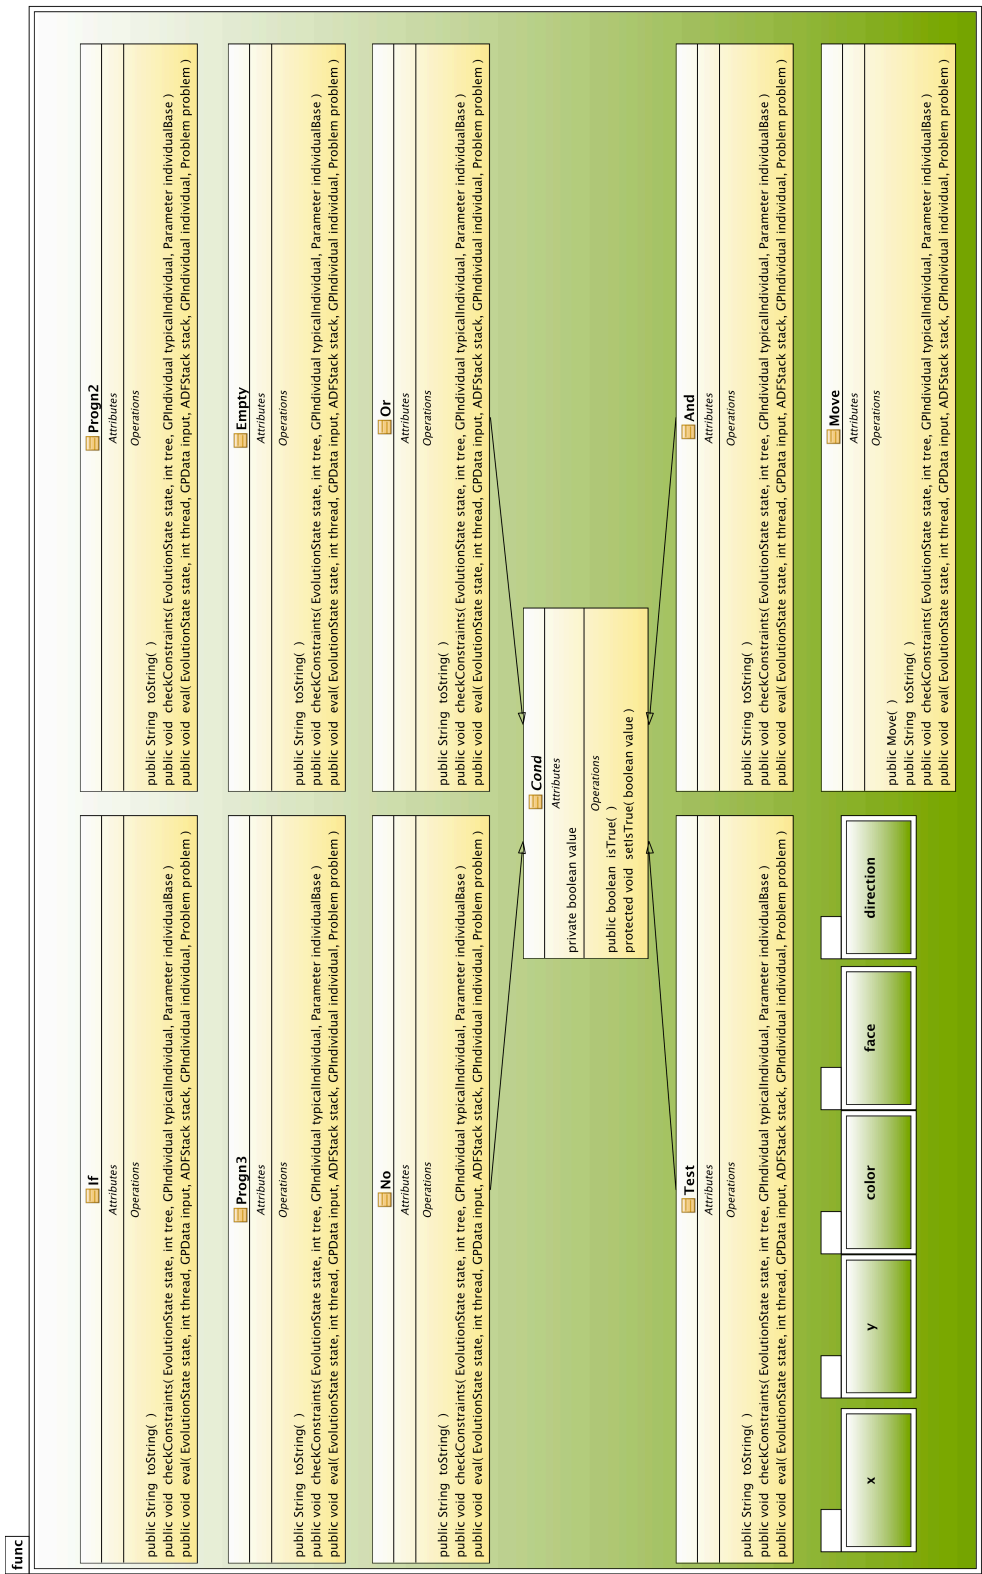 func
If
Attributes
Operations
public String toString( )
public void checkConstraints( EvolutionState state, int tree, GPIndividual typicalIndividual, Parameter individualBase )
public void eval( EvolutionState state, int thread, GPData input, ADFStack stack, GPIndividual individual, Problem problem )
Progn2
Attributes
Operations
public String toString( )
public void checkConstraints( EvolutionState state, int tree, GPIndividual typicalIndividual, Parameter individualBase )
public void eval( EvolutionState state, int thread, GPData input, ADFStack stack, GPIndividual individual, Problem problem )
Progn3
Attributes
Operations
public String toString( )
public void checkConstraints( EvolutionState state, int tree, GPIndividual typicalIndividual, Parameter individualBase )
public void eval( EvolutionState state, int thread, GPData input, ADFStack stack, GPIndividual individual, Problem problem )
Empty
Attributes
Operations
public String toString( )
public void checkConstraints( EvolutionState state, int tree, GPIndividual typicalIndividual, Parameter individualBase )
public void eval( EvolutionState state, int thread, GPData input, ADFStack stack, GPIndividual individual, Problem problem )
No
Attributes
Operations
public String toString( )
public void checkConstraints( EvolutionState state, int tree, GPIndividual typicalIndividual, Parameter individualBase )
public void eval( EvolutionState state, int thread, GPData input, ADFStack stack, GPIndividual individual, Problem problem )
Or
Attributes
Operations
public String toString( )
public void checkConstraints( EvolutionState state, int tree, GPIndividual typicalIndividual, Parameter individualBase )
public void eval( EvolutionState state, int thread, GPData input, ADFStack stack, GPIndividual individual, Problem problem )
Cond
Attributes
private boolean value
Operations
public boolean isTrue( )
protected void setIsTrue( boolean value )
Test
Attributes
Operations
public String toString( )
public void checkConstraints( EvolutionState state, int tree, GPIndividual typicalIndividual, Parameter individualBase )
public void eval( EvolutionState state, int thread, GPData input, ADFStack stack, GPIndividual individual, Problem problem )
And
Attributes
Operations
public String toString( )
public void checkConstraints( EvolutionState state, int tree, GPIndividual typicalIndividual, Parameter individualBase )
public void eval( EvolutionState state, int thread, GPData input, ADFStack stack, GPIndividual individual, Problem problem )
x
y
color
face
direction
Move
Attributes
Operations
public Move( )
public String toString( )
public void checkConstraints( EvolutionState state, int tree, GPIndividual typicalIndividual, Parameter individualBase )
public void eval( EvolutionState state, int thread, GPData input, ADFStack stack, GPIndividual individual, Problem problem )